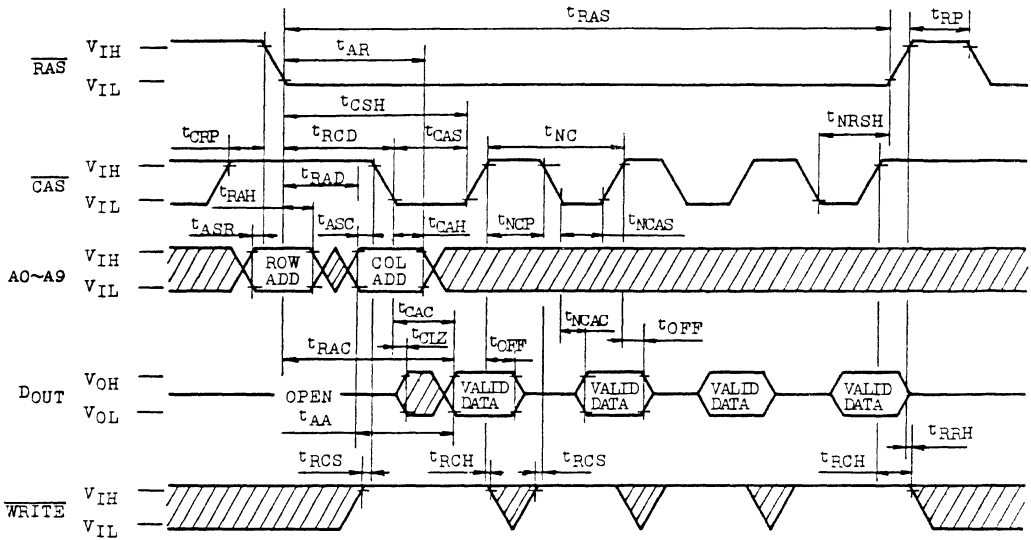 tRAS
tRP
RAS
VIH
VIL
tAR
tCSH
tCRP
tRCD
tCAS
tNC
tNRSH
CAS
VIH
VIL
tRAH
tRAD
tASR
tASC
tCAH
tNCP
tNCAS
A0~A9
VIH
VIL
ROW ADD
COL ADD
tCAC
tCLZ
tRAC
tOFF
tNCAC
tOFF
DOUT
VOH
VOL
OPEN
VALID DATA
VALID DATA
VALID DATA
VALID DATA
tAA
tRCS
tRCH
tRCS
tRCH
tRRH
WRITE
VIH
VIL